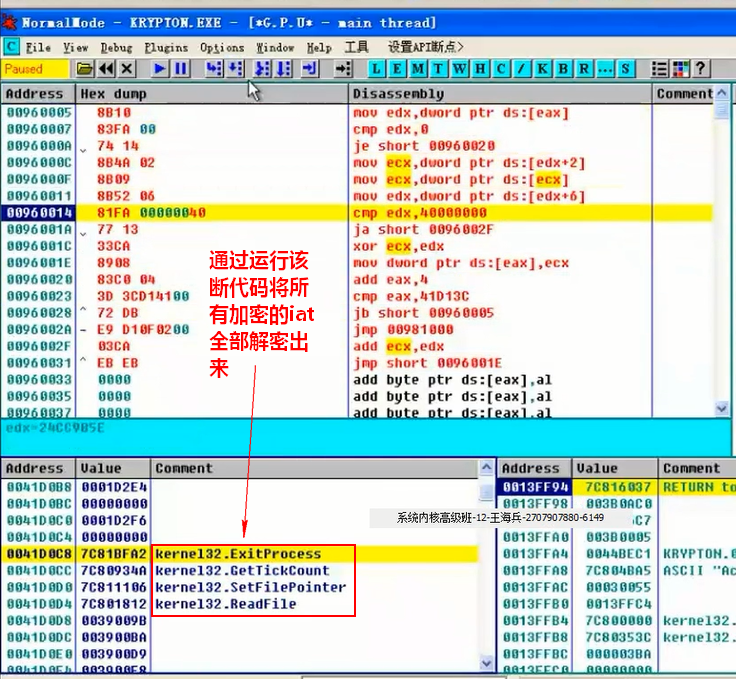 NormalMode - KRYPTON.EXE - [*G.P.U* - main thread]
C File View Debug Plugins Options Window Help 工具 设置API断点>
Paused L E M T W H C / K B R ... S ?
Address Hex dump Disassembly Comment
00960005 8B10 mov edx,dword ptr ds:[eax]
00960007 83FA 00 cmp edx,0
0096000A 74 14 je short 00960020
0096000C 8B4A 02 mov ecx,dword ptr ds:[edx+2]
0096000F 8B09 mov ecx,dword ptr ds:[ecx]
00960011 8B52 06 mov edx,dword ptr ds:[edx+6]
00960014 81FA 00000040 cmp edx,40000000
0096001A 77 13 ja short 0096002F
0096001C 33CA xor ecx,edx
0096001E 8908 mov dword ptr ds:[eax],ecx
00960020 83C0 04 add eax,4
00960023 3D 3CD14100 cmp eax,41D13C
00960028 ^ 72 DB jb short 00960005
0096002A - E9 D10F0200 jmp 00981000
0096002F 03CA add ecx,edx
00960031 ^ EB EB jmp short 0096001E
00960033 0000 add byte ptr ds:[eax],al
00960035 0000 add byte ptr ds:[eax],al
00960037 0000 add byte ptr ds:[eax],al
通过运行该
断代码将所
有加密的iat
全部解密出
来
edx=24CC9B5E
Address Value Comment
0041D0B8 0001D2E4
0041D0BC 00000000
0041D0C0 0001D2F6
0041D0C4 00000000
0041D0C8 7C81BFA2 kernel32.ExitProcess
0041D0CC 7C80934A kernel32.GetTickCount
0041D0D0 7C811106 kernel32.SetFilePointer
0041D0D4 7C801812 kernel32.ReadFile
0041D0D8 0039009B
0041D0DC 003900BA
0041D0E0 003900D9
0041D0E4 003900F8
Address Value Comment
0013FF94 7C816037 RETURN to
0013FF98 003B0AC0
系统内核高级班-12-王海兵-2707907880-6149 C7
0013FFA0 003B0005
0013FFA4 0044BEC1 KRYPTON.0
0013FFA8 7C804BA5 ASCII "Ac
0013FFAC 00030055
0013FFB0 0013FFC4
0013FFB4 7C800000 kernel32.
0013FFB8 7C80353C kernel32.
0013FFBC 000003BA
0013FFC0 00000000